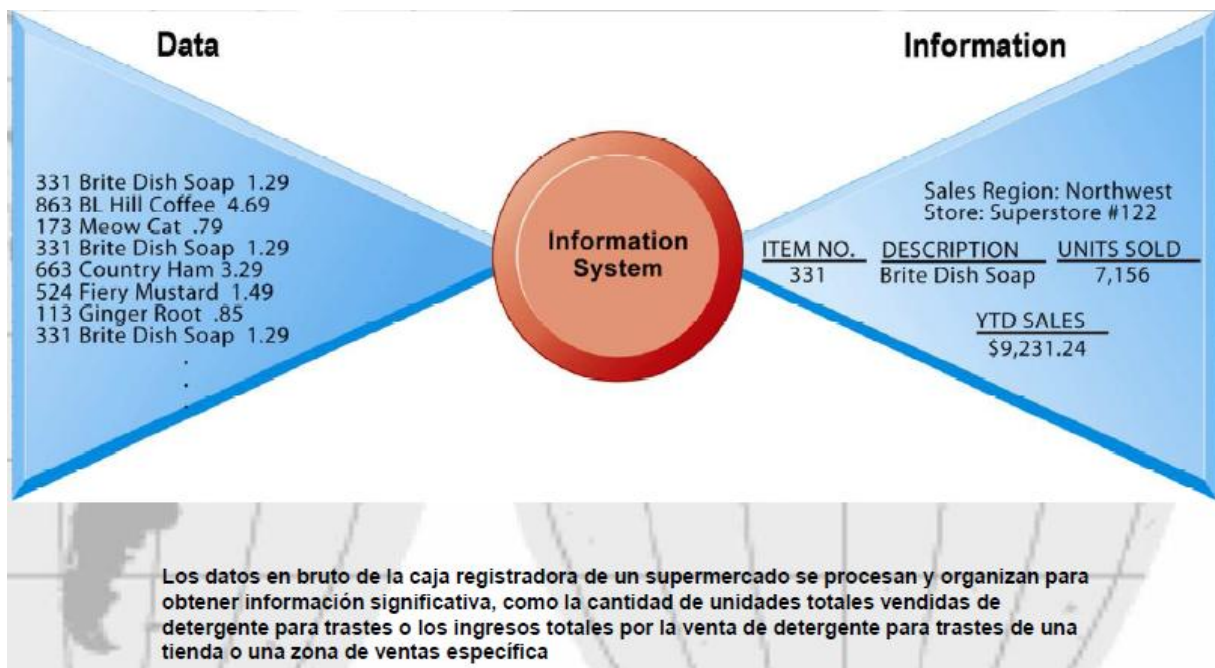 Data
331 Brite Dish Soap 1.29
863 BL Hill Coffee 4.69
173 Meow Cat .79
331 Brite Dish Soap 1.29
663 Country Ham 3.29
524 Fiery Mustard 1.49
113 Ginger Root .85
331 Brite Dish Soap 1.29
.
.
.
Information
System
Information
Sales Region: Northwest
Store: Superstore #122
ITEM NO. DESCRIPTION UNITS SOLD
331 Brite Dish Soap 7,156
YTD SALES
$9,231.24
Los datos en bruto de la caja registradora de un supermercado se procesan y organizan para
obtener información significativa, como la cantidad de unidades totales vendidas de
detergente para trastes o los ingresos totales por la venta de detergente para trastes de una
tienda o una zona de ventas específica